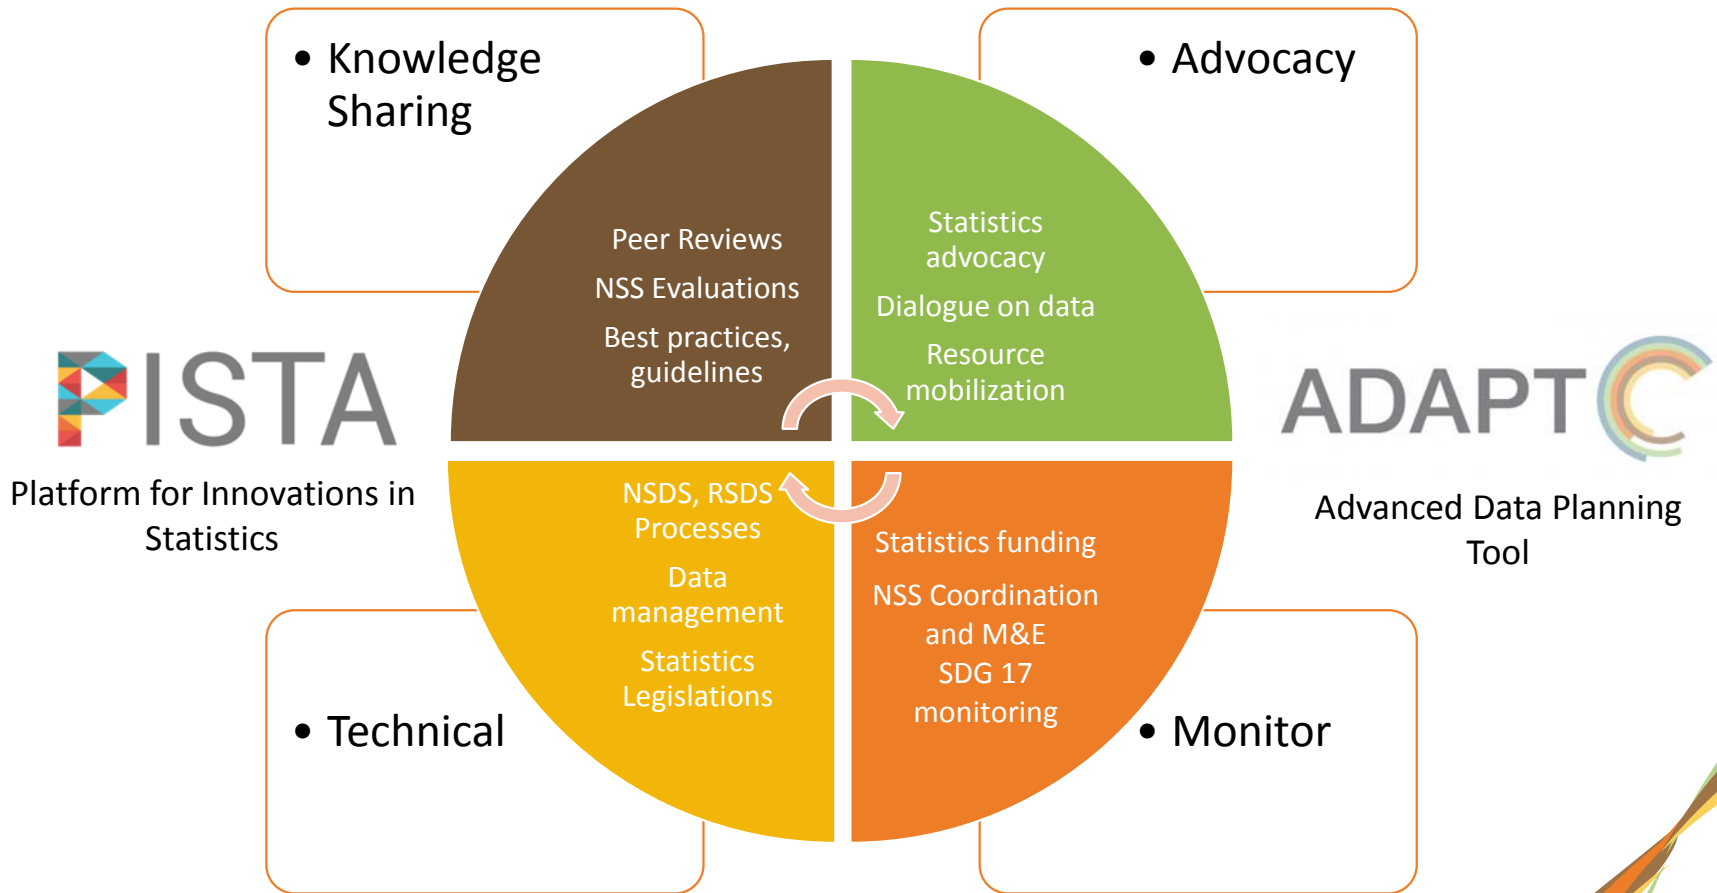 • Knowledge
Sharing
• Advocacy
Peer Reviews
NSS Evaluations
Best practices,
guidelines
Statistics
advocacy
Dialogue on data
Resource
mobilization
PISTA
Platform for Innovations in
Statistics
ADAPT
Advanced Data Planning
Tool
NSDS, RSDS
Processes
Data
management
Statistics
Legislations
Statistics funding
NSS Coordination
and M&E
SDG 17
monitoring
• Technical
• Monitor